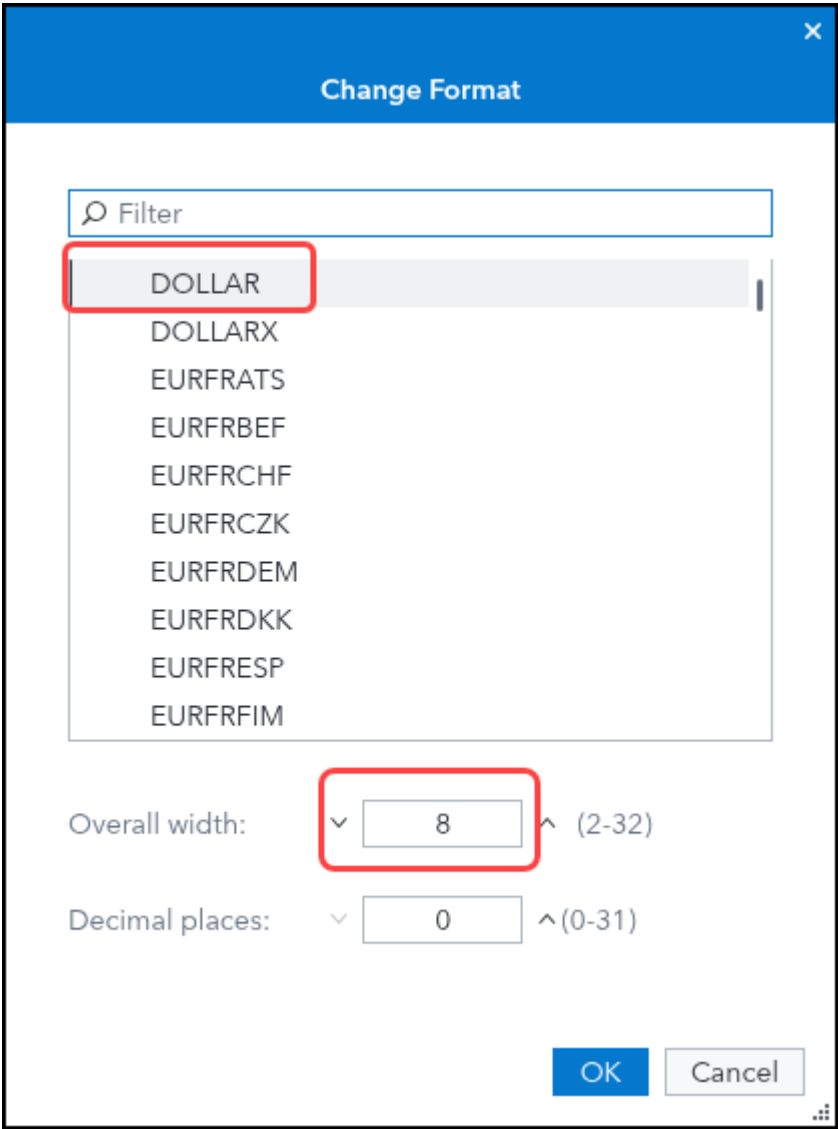 Change Format
Filter
DOLLAR
DOLLARX
EURFRATS
EURFRBEF
EURFRCHF
EURFRCZK
EURFRDEM
EURFRDKK
EURFRESP
EURFRFIM
Overall width: 8 (2-32)
Decimal places: 0 (0-31)
OK Cancel